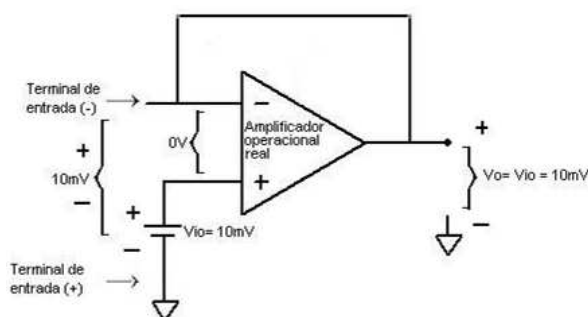 Terminal de
entrada (-)
+
10mV
−
0V
−
Amplificador
operacional
real
+
+
Vio= 10mV
−
Terminal de
entrada (+)
+
Vo= Vio = 10mV
−